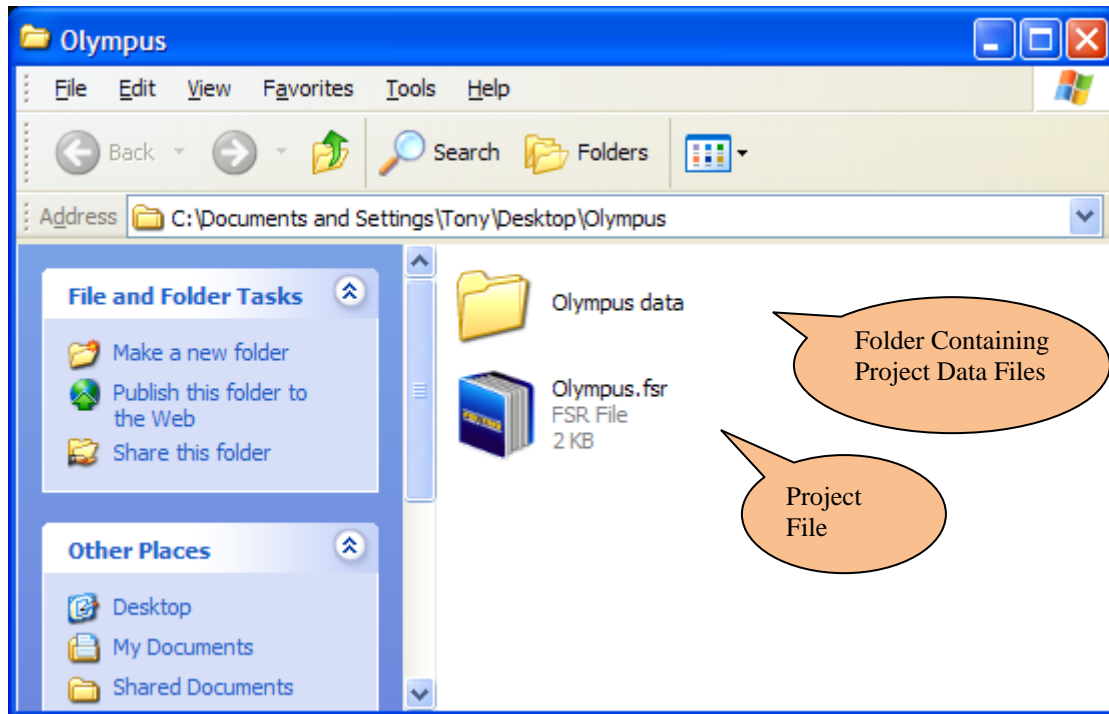 Olympus
File Edit View Favorites Tools Help
Back Search Folders
Address C:\Documents and Settings\Tony\Desktop\Olympus
File and Folder Tasks
Make a new folder
Publish this folder to
the Web
Share this folder
Other Places
Desktop
My Documents
Shared Documents
Olympus data
Folder Containing
Project Data Files
Olympus.fsr
FSR File
2 KB
Project
File